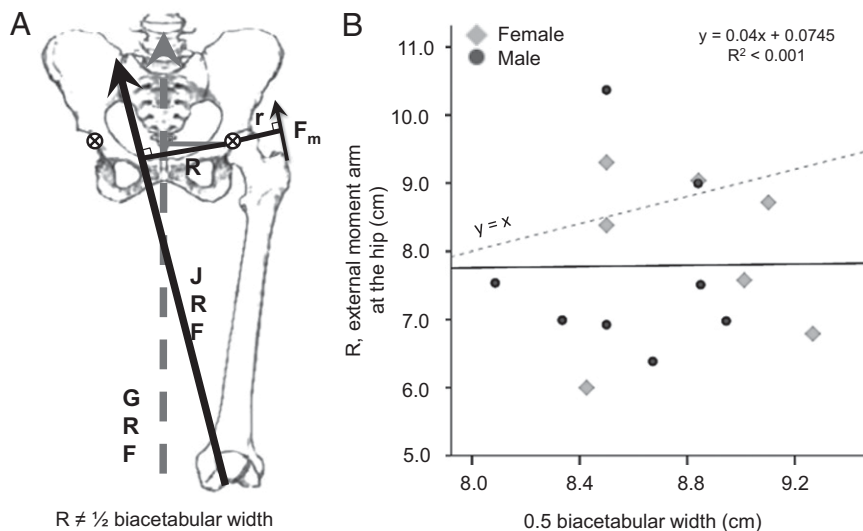 A
r
F_m
R
J
R
F
G
R
F
R ≠ ½ biacetabular width
B
Female
Male
y = 0.04x + 0.0745
R² < 0.001
11.0
10.0
9.0
8.0
7.0
6.0
5.0
R, external moment arm
at the hip (cm)
y = x
8.0 8.4 8.8 9.2
0.5 biacetabular width (cm)